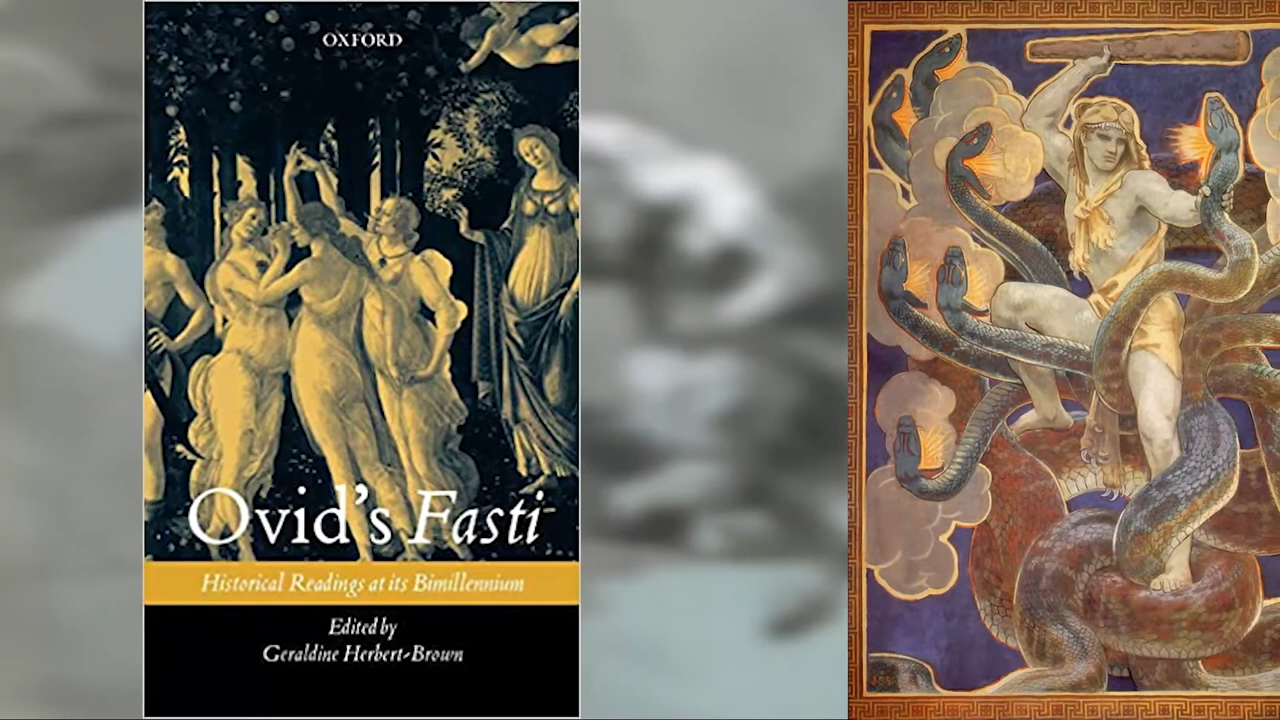 OXFORD
Ovid's Fasti
Historical Readings at its Bimillennium
Edited by
Geraldine Herbert-Brown